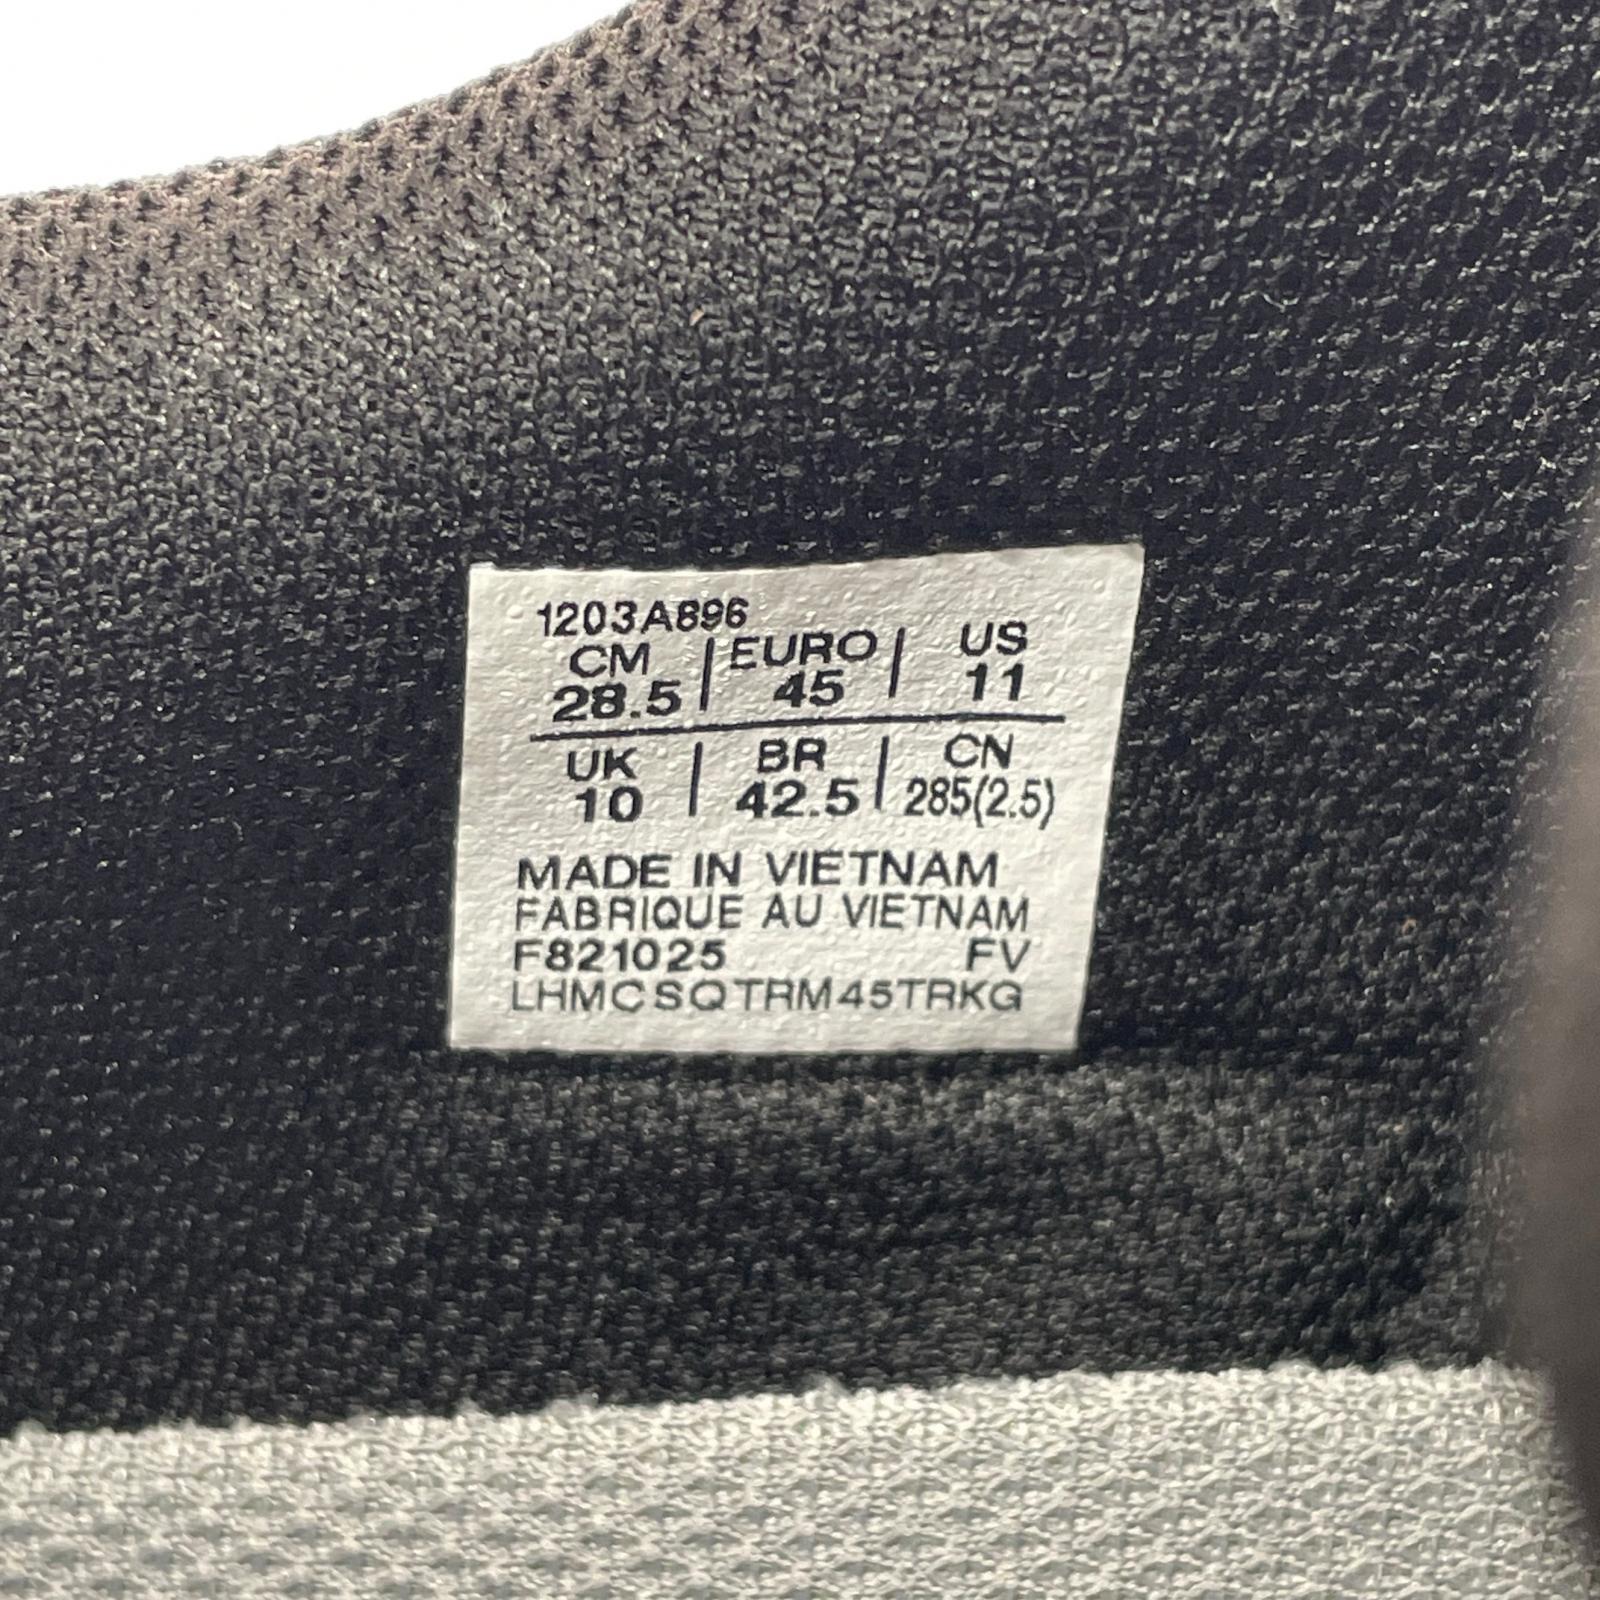 1203A896
CM | EURO | US
28.5 | 45 | 11
UK | BR | CN
10 | 42.5 | 285(2.5)
MADE IN VIETNAM
FABRIQUE AU VIETNAM
F821025 FV
LHMCSQTRM45TRKG